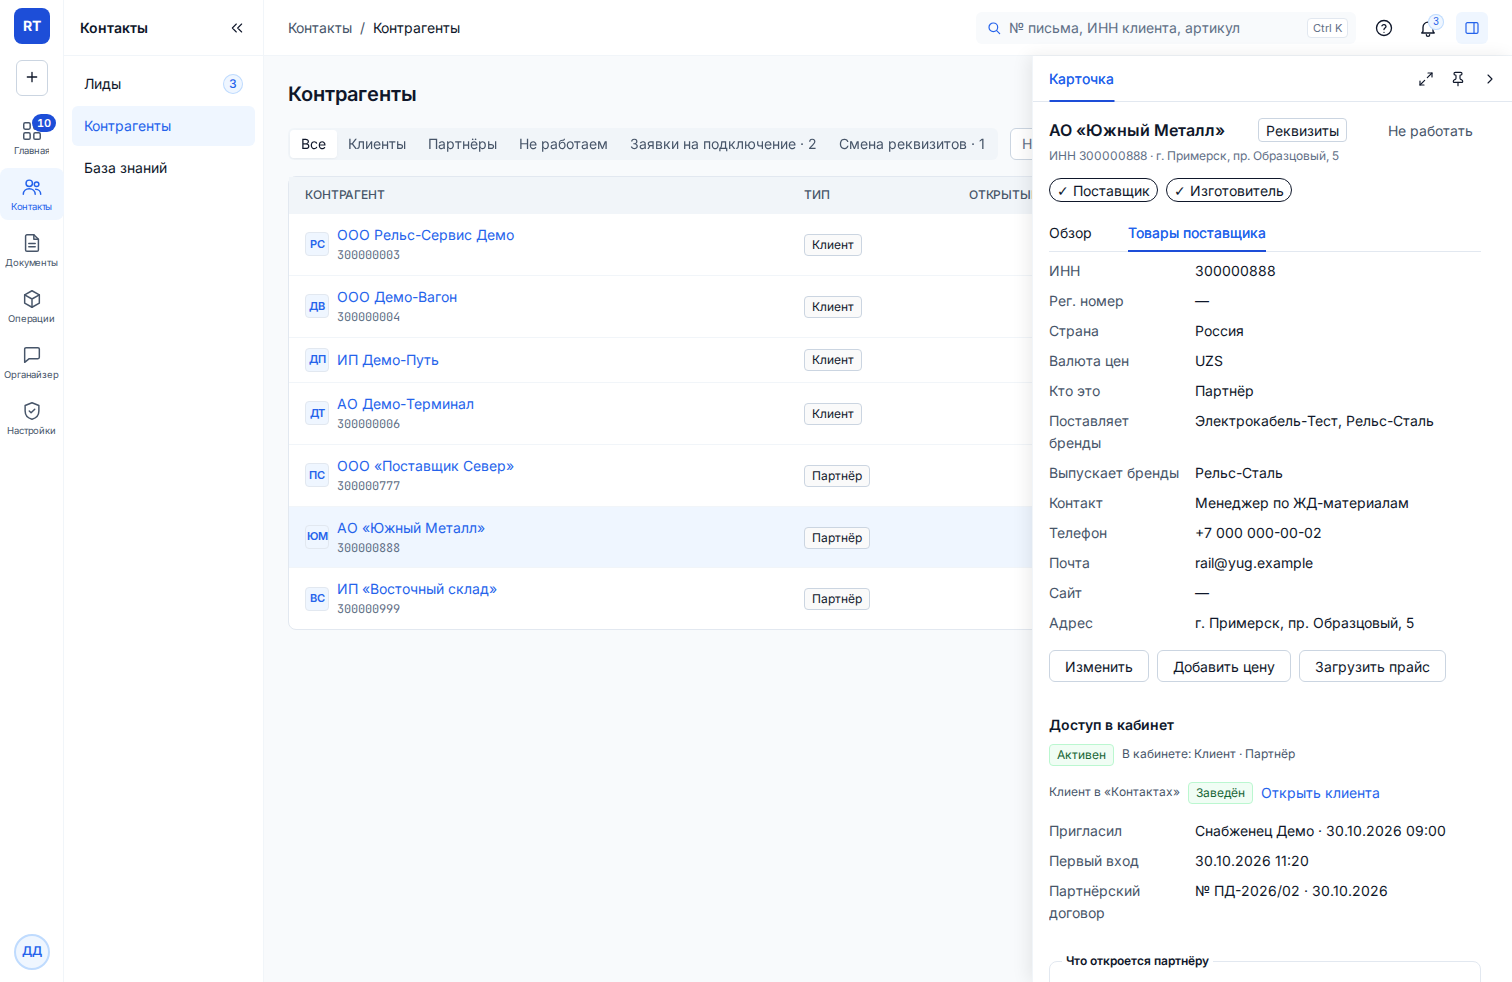 RT
Контакты
Контакты / Контрагенты
№ письма, ИНН клиента, артикул
Ctrl K
3
10
Главная
Контакты
Документы
Операции
Органайзер
Настройки
ДД
Лиды
3
Контрагенты
База знаний
Контрагенты
Все
Клиенты
Партнёры
Не работаем
Заявки на подключение · 2
Смена реквизитов · 1
КОНТРАГЕНТ
ТИП
РС
ООО Рельс-Сервис Демо
300000003
Клиент
ДВ
ООО Демо-Вагон
300000004
Клиент
ДП
ИП Демо-Путь
Клиент
ДТ
АО Демо-Терминал
300000006
Клиент
ПС
ООО «Поставщик Север»
300000777
Партнёр
ЮМ
АО «Южный Металл»
300000888
Партнёр
ВС
ИП «Восточный склад»
300000999
Партнёр
Карточка
АО «Южный Металл»
Реквизиты
Не работать
ИНН 300000888 · г. Примерск, пр. Образцовый, 5
✓ Поставщик
✓ Изготовитель
Обзор
Товары поставщика
ИНН 300000888
Рег. номер —
Страна Россия
Валюта цен UZS
Кто это Партнёр
Поставляет Электрокабель-Тест, Рельс-Сталь
бренды
Выпускает бренды Рельс-Сталь
Контакт Менеджер по ЖД-материалам
Телефон +7 000 000-00-02
Почта rail@yug.example
Сайт —
Адрес г. Примерск, пр. Образцовый, 5
Изменить
Добавить цену
Загрузить прайс
Доступ в кабинет
Активен
В кабинете: Клиент · Партнёр
Клиент в «Контактах»
Заведён
Открыть клиента
Пригласил Снабженец Демо · 30.10.2026 09:00
Первый вход 30.10.2026 11:20
Партнёрский № ПД-2026/02 · 30.10.2026
договор
Что откроется партнёру